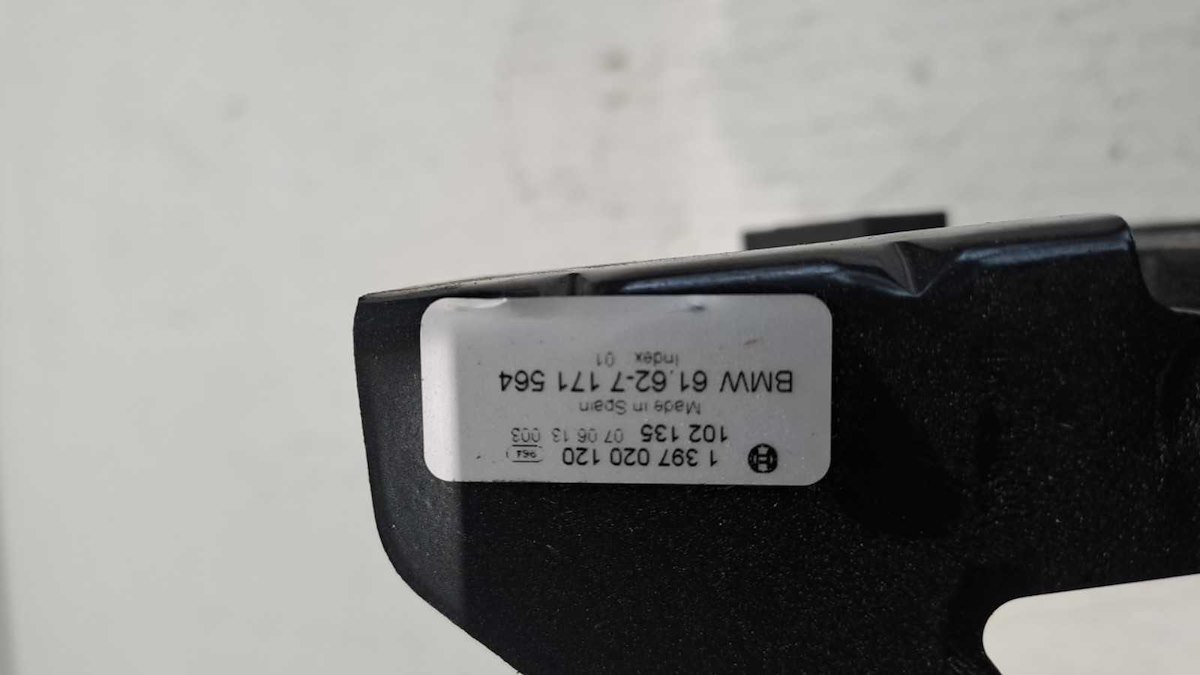 1 397 020 120 964
102 135 07 06 13 003
Made in Spain
BMW 61.62-7 171 564
index 01